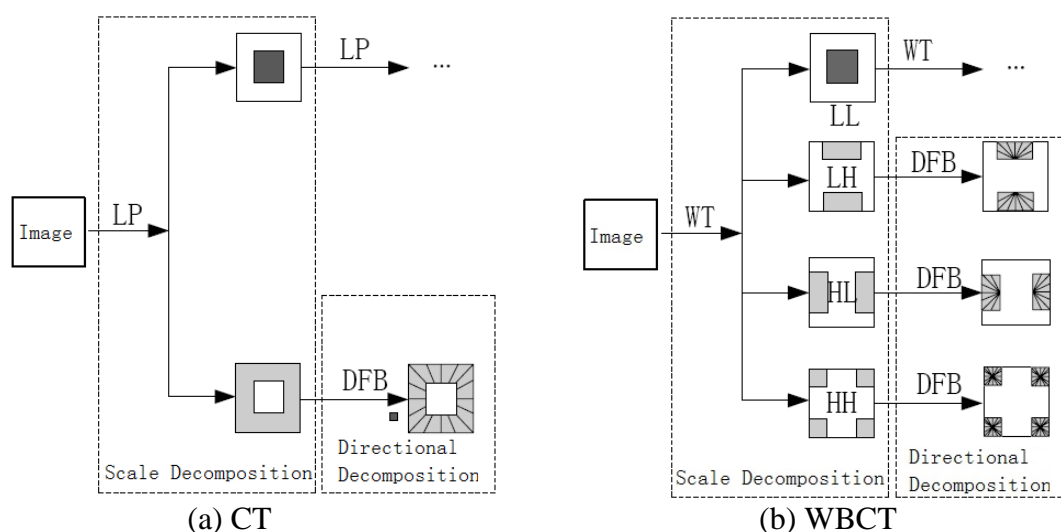 LP
...
Image
LP
DFB
Directional
Decomposition
Scale Decomposition
(a) CT
WT
...
LL
LH
DFB
Image
WT
HL
DFB
HH
DFB
Directional
Decomposition
Scale Decomposition
(b) WBCT